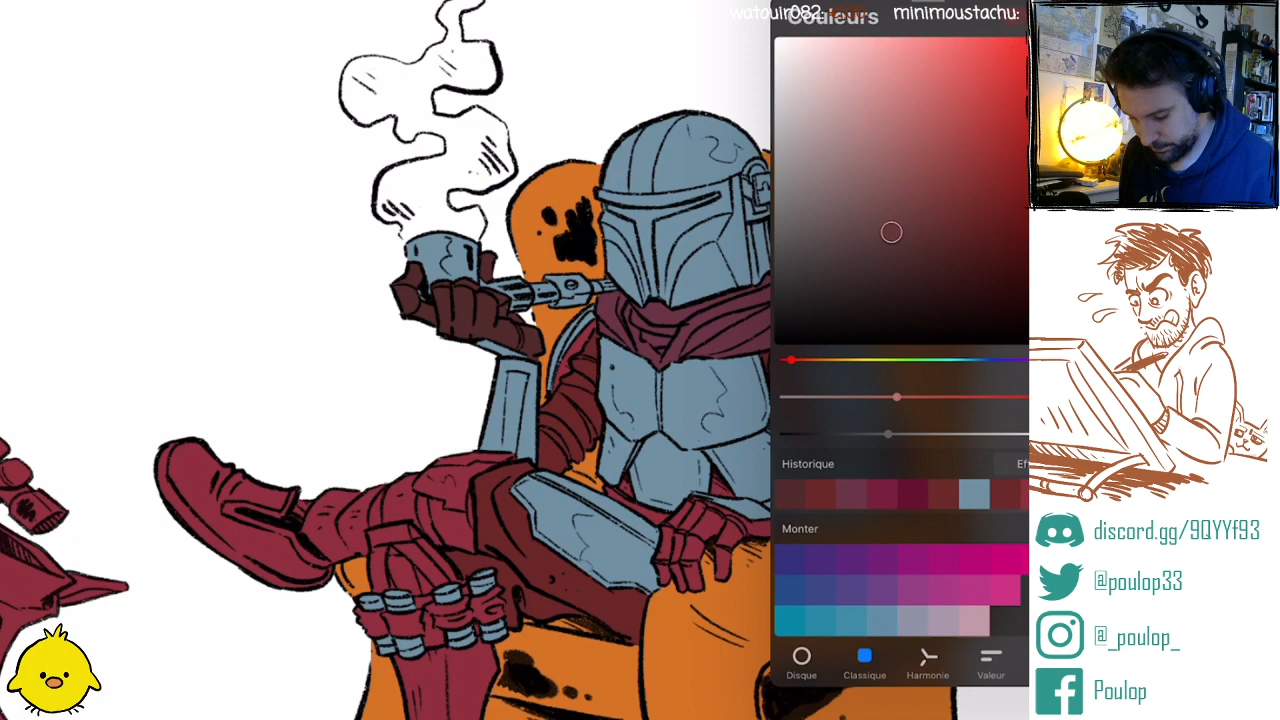 watouir082: minimoustachu:
Couleurs
Historique
Monter
Disque
Classique
Harmonie
Valeur
discord.gg/9QYYf93
@poulop33
@_poulop_
Poulop